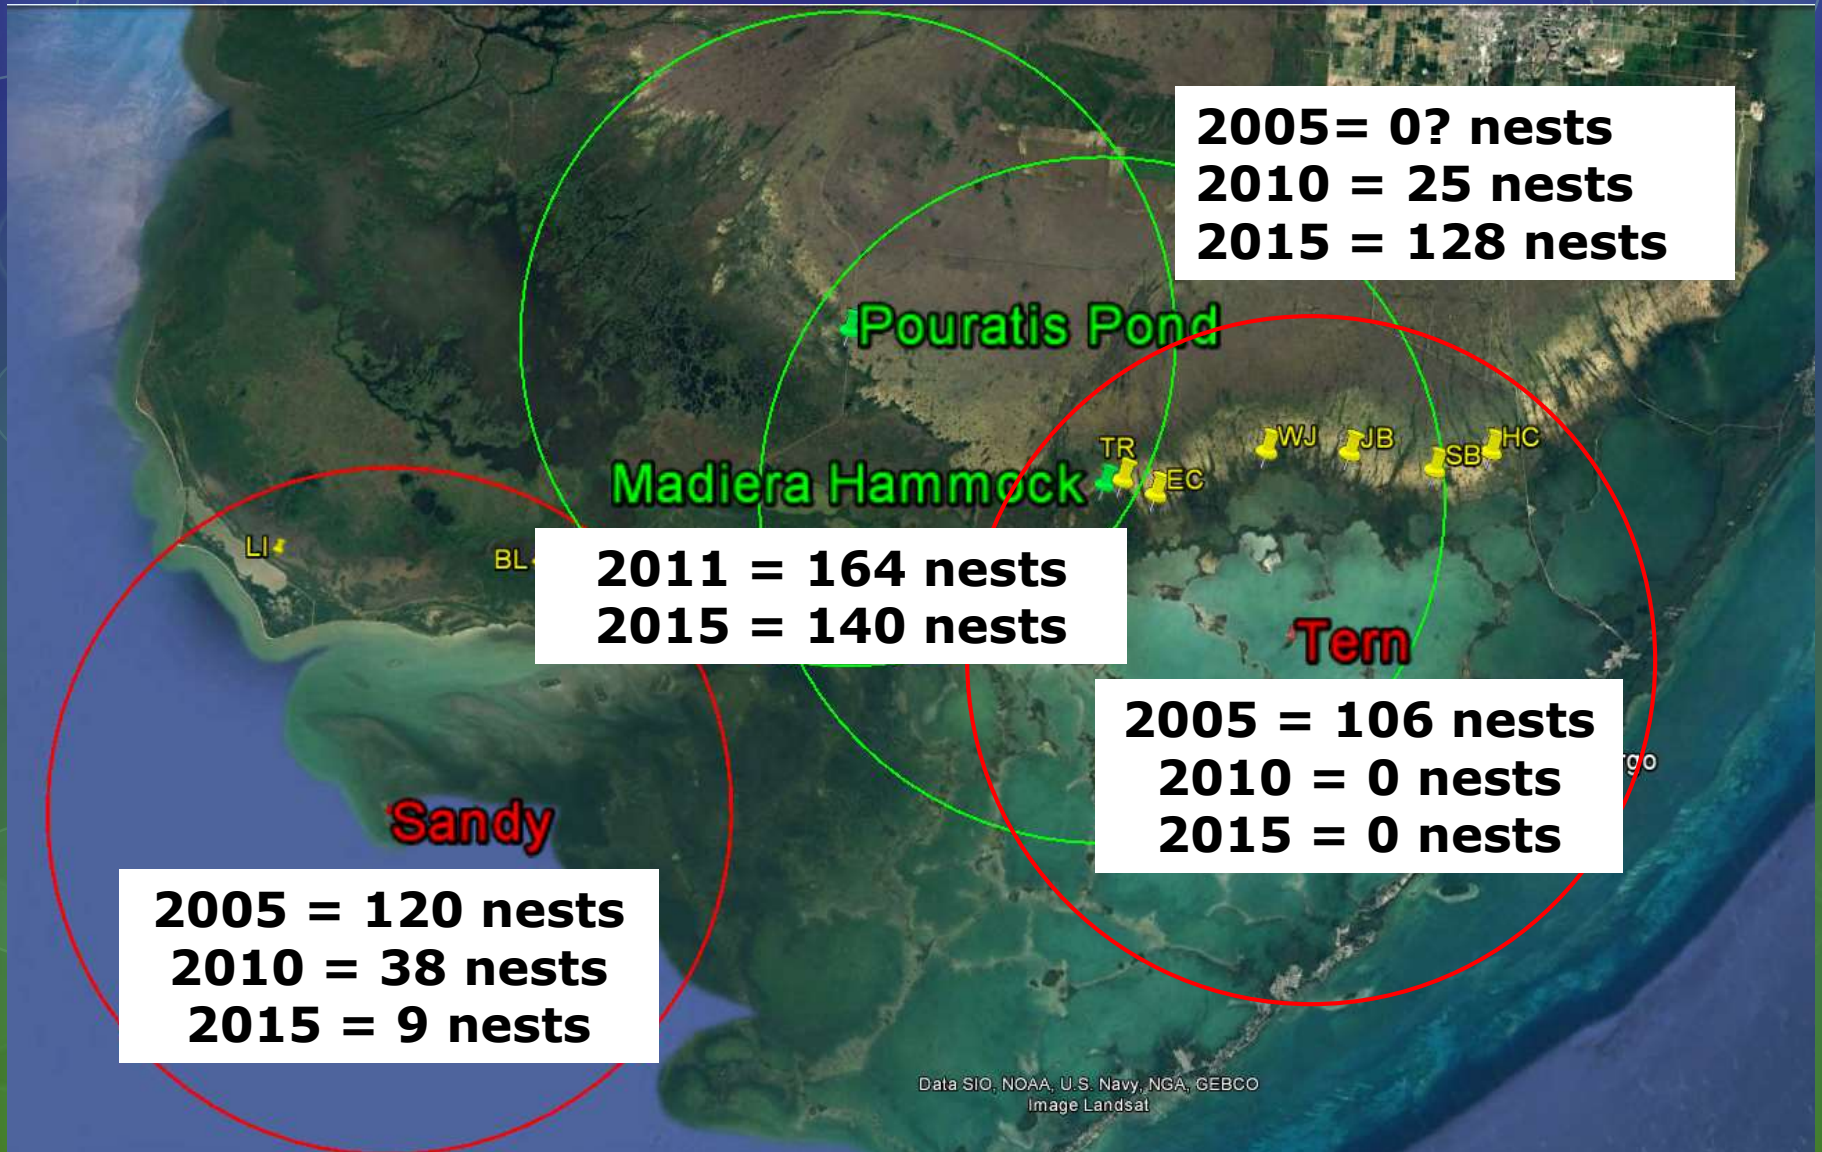 2005= 0? nests
2010 = 25 nests
2015 = 128 nests
Pouratis Pond
TR
WJ
JB
SB
HC
Madiera Hammock
EC
LI
BL
2011 = 164 nests
2015 = 140 nests
Tern
2005 = 106 nests
2010 = 0 nests
2015 = 0 nests
rgo
Sandy
2005 = 120 nests
2010 = 38 nests
2015 = 9 nests
Data SIO, NOAA, U.S. Navy, NGA, GEBCO
Image Landsat